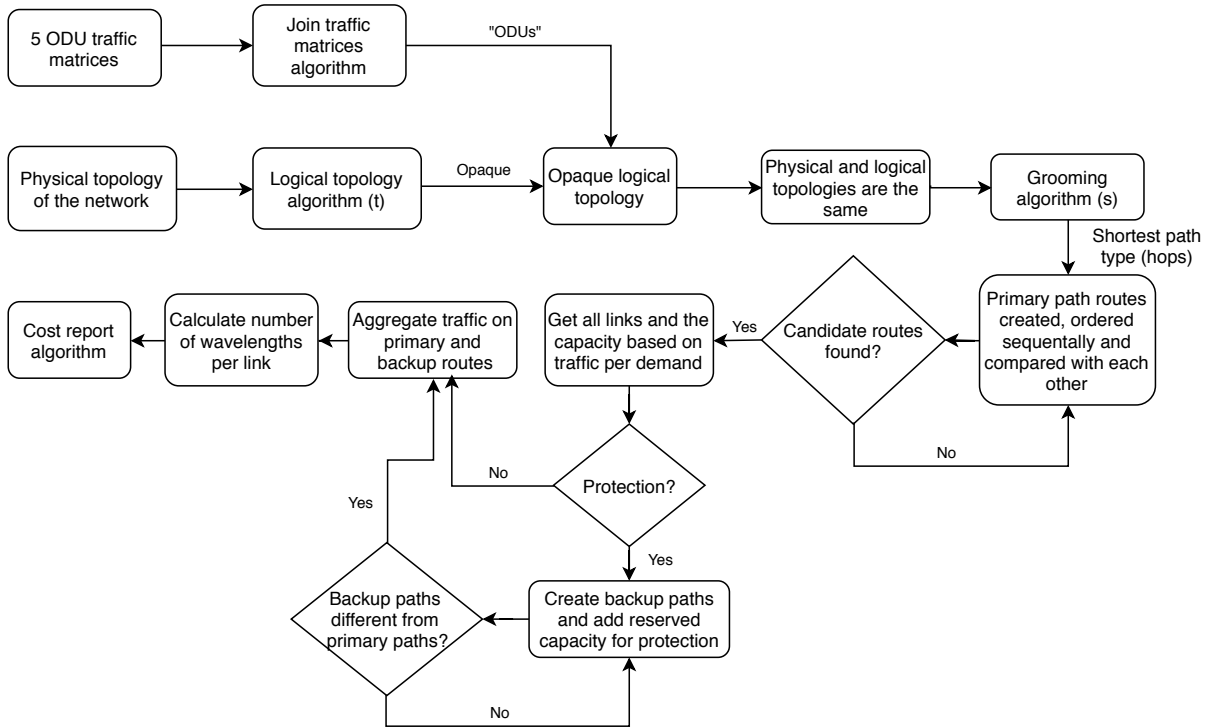 5 ODU traffic
matrices
Join traffic
matrices
algorithm
"ODUs"
Physical topology
of the network
Logical topology
algorithm (t)
Opaque
Opaque logical
topology
Physical and logical
topologies are the
same
Grooming
algorithm (s)
Shortest path
type (hops)
Primary path routes
created, ordered
sequentially and
compared with each
other
Candidate routes
found?
No
Yes
Get all links and the
capacity based on
traffic per demand
Aggregate traffic on
primary and
backup routes
Calculate number
of wavelengths
per link
Cost report
algorithm
Protection?
No
Yes
Create backup paths
and add reserved
capacity for protection
Backup paths
different from
primary paths?
Yes
No